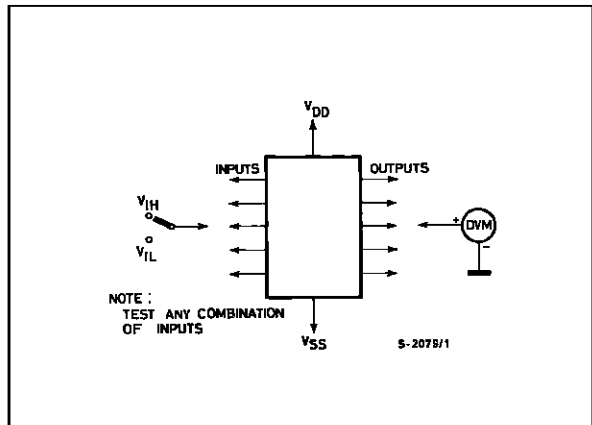 VDD
INPUTS
OUTPUTS
VIH
VIL
+
DVM
−
NOTE :
TEST ANY COMBINATION
OF INPUTS
VSS
S-2079/1